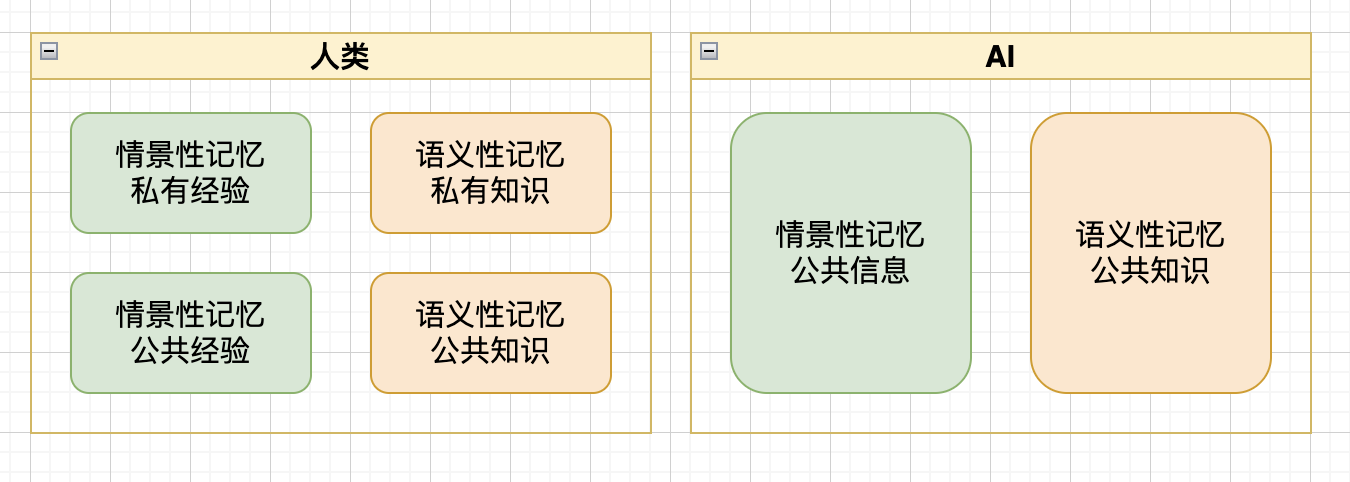 人类
情景性记忆
私有经验
语义性记忆
私有知识
情景性记忆
公共经验
语义性记忆
公共知识
AI
情景性记忆
公共信息
语义性记忆
公共知识